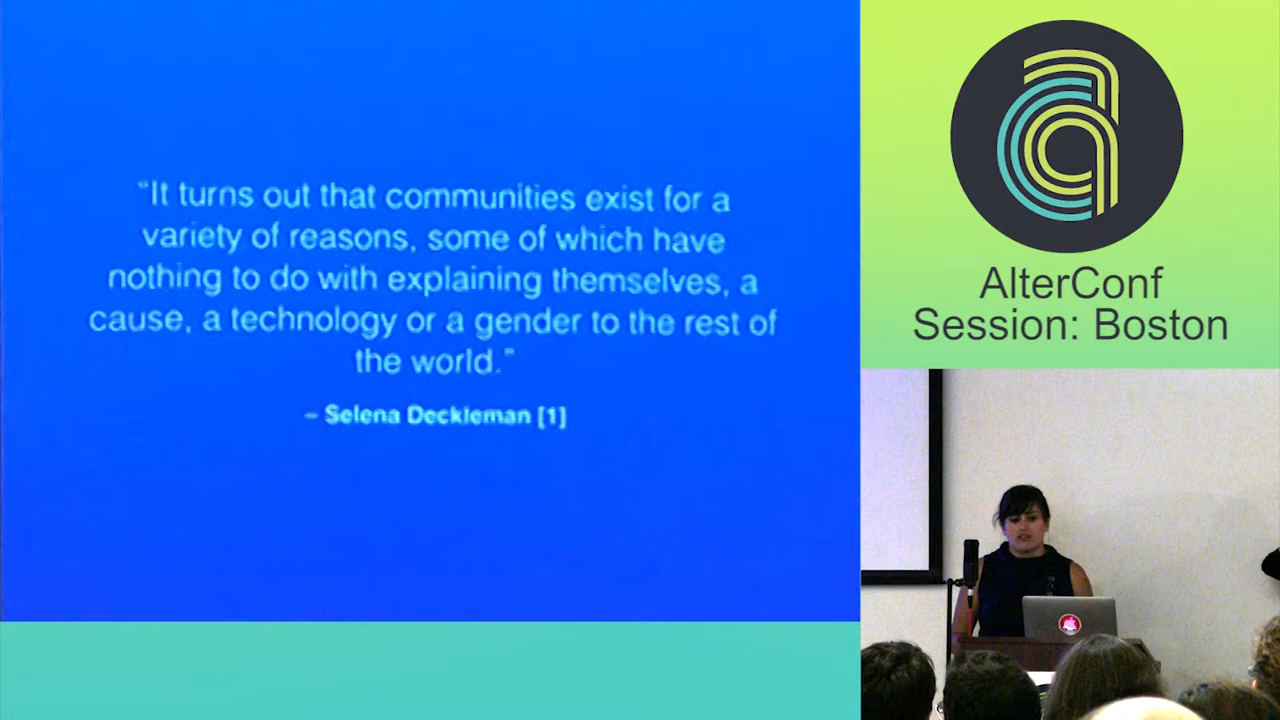 "It turns out that communities exist for a
variety of reasons, some of which have
nothing to do with explaining themselves, a
cause, a technology or a gender to the rest of
the world."
– Selena Deckleman [1]
AlterConf
Session: Boston